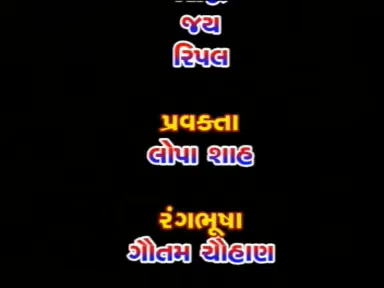 જય
રિપલ
પ્રવક્તા
લોપા શાહ
રંગભૂષા
ગૌતમ ચૌહાણ